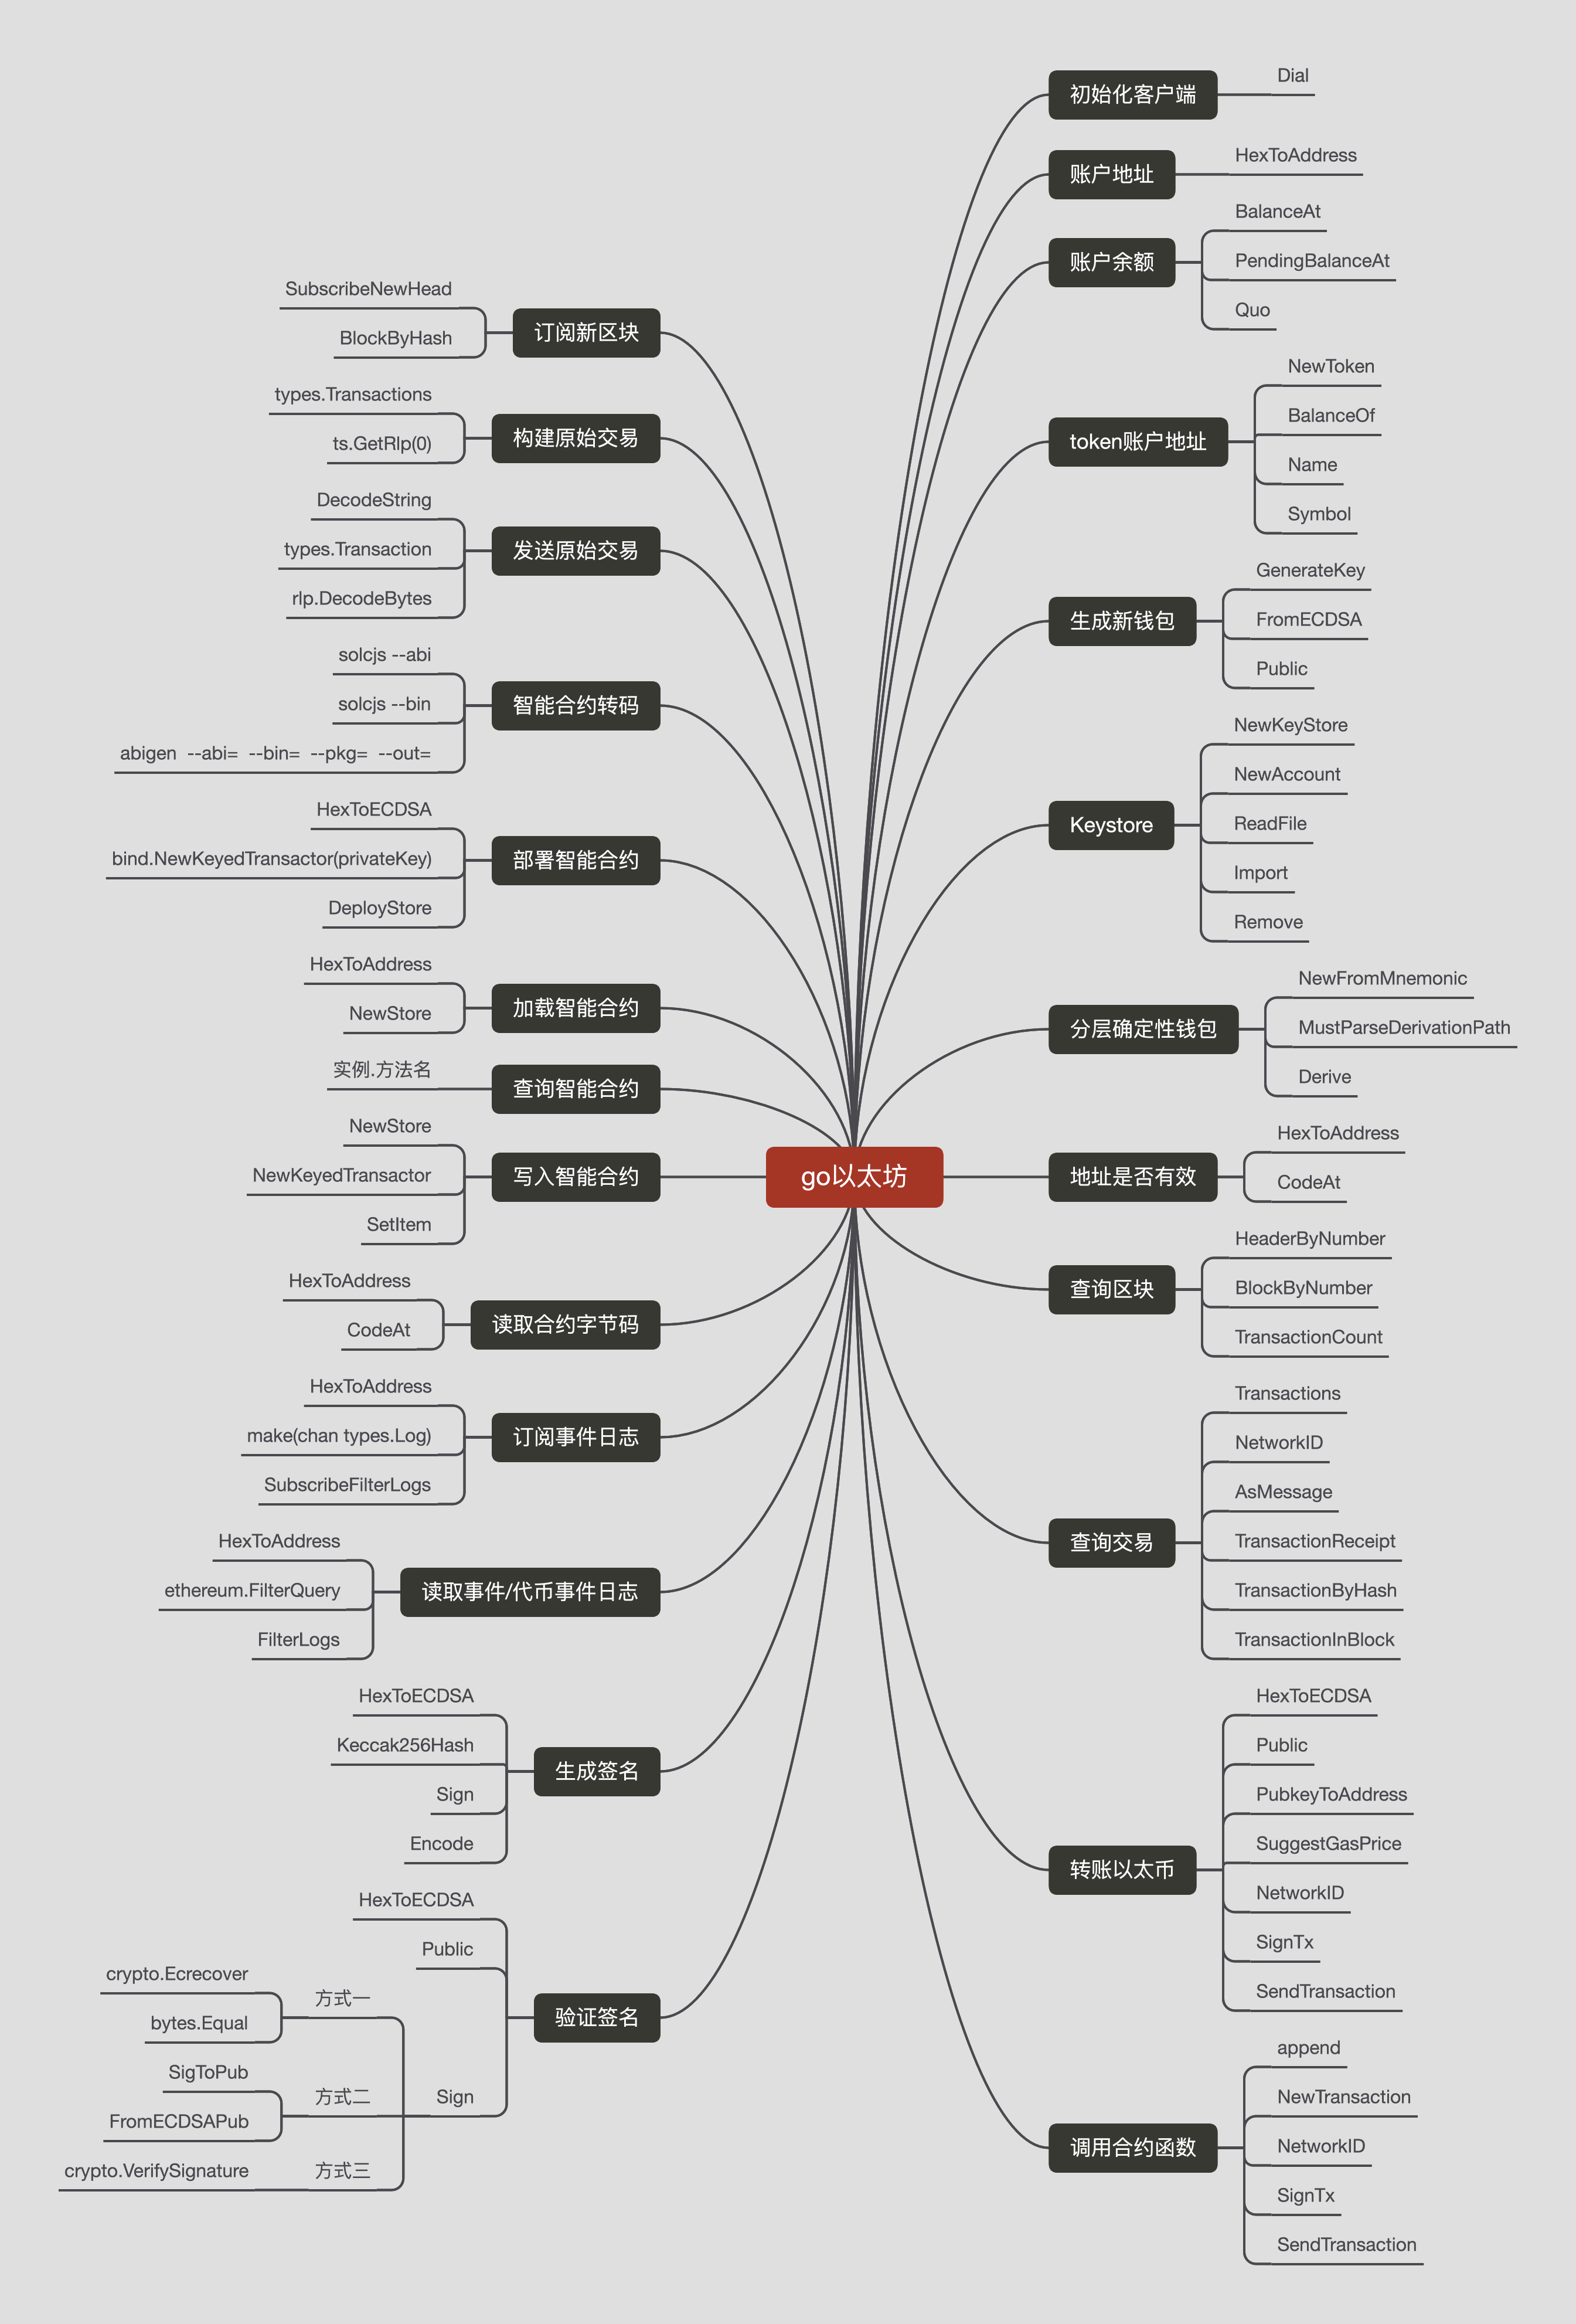 go以太坊
初始化客户端
Dial
账户地址
HexToAddress
账户余额
BalanceAt
PendingBalanceAt
Quo
token账户地址
NewToken
BalanceOf
Name
Symbol
生成新钱包
GenerateKey
FromECDSA
Public
Keystore
NewKeyStore
NewAccount
ReadFile
Import
Remove
分层确定性钱包
NewFromMnemonic
MustParseDerivationPath
Derive
地址是否有效
HexToAddress
CodeAt
查询区块
HeaderByNumber
BlockByNumber
TransactionCount
查询交易
Transactions
NetworkID
AsMessage
TransactionReceipt
TransactionByHash
TransactionInBlock
转账以太币
HexToECDSA
Public
PubkeyToAddress
SuggestGasPrice
NetworkID
SignTx
SendTransaction
调用合约函数
append
NewTransaction
NetworkID
SignTx
SendTransaction
订阅新区块
SubscribeNewHead
BlockByHash
构建原始交易
types.Transactions
ts.GetRlp(0)
发送原始交易
DecodeString
types.Transaction
rlp.DecodeBytes
智能合约转码
solcjs --abi
solcjs --bin
abigen --abi= --bin= --pkg= --out=
部署智能合约
HexToECDSA
bind.NewKeyedTransactor(privateKey)
DeployStore
加载智能合约
HexToAddress
NewStore
查询智能合约
实例.方法名
写入智能合约
NewStore
NewKeyedTransactor
SetItem
读取合约字节码
HexToAddress
CodeAt
订阅事件日志
HexToAddress
make(chan types.Log)
SubscribeFilterLogs
读取事件/代币事件日志
HexToAddress
ethereum.FilterQuery
FilterLogs
生成签名
HexToECDSA
Keccak256Hash
Sign
Encode
验证签名
HexToECDSA
Public
Sign
方式一
crypto.Ecrecover
bytes.Equal
方式二
SigToPub
FromECDSAPub
方式三
crypto.VerifySignature